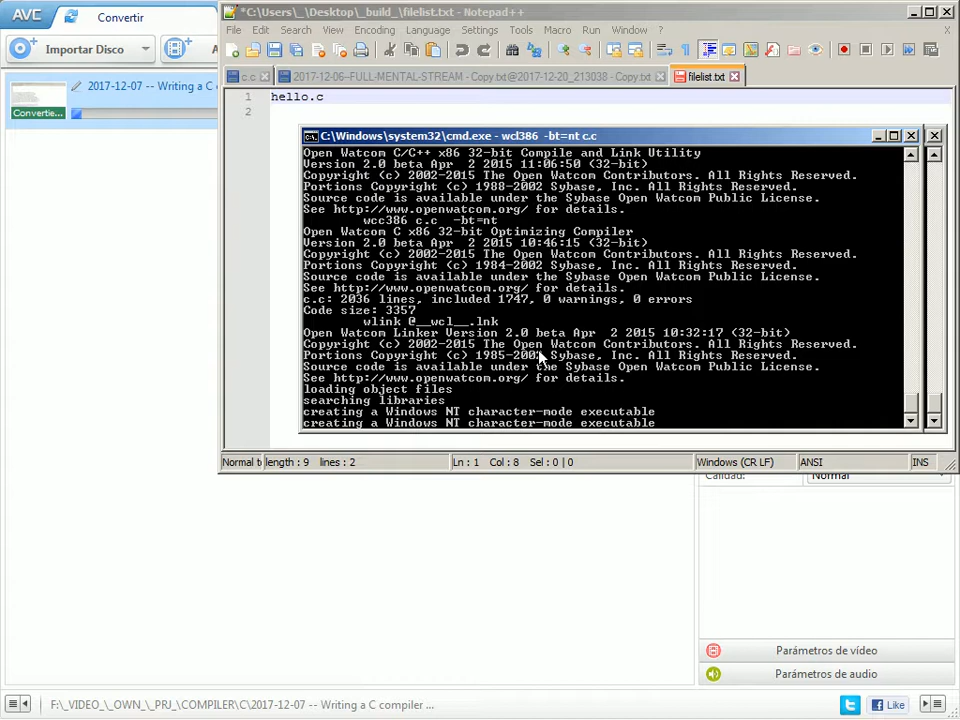 AVC
Convertir
*C:\Users\_\Desktop\_build_\filelist.txt - Notepad++
File Edit Search View Encoding Language Settings Tools Macro Run Window X
Importar Disco
A
c.c
2017-12-06--FULL-MENTAL-STREAM - Copy.txt@2017-12-20_213038 - Copy.txt
filelist.txt
2017-12-07 -- Writing a C
Convertie...
1 hello.c
2
C:\Windows\system32\cmd.exe - wcl386 -bt=nt c.c
Open Watcom C/C++ x86 32-bit Compile and Link Utility
Version 2.0 beta Apr  2 2015 11:06:50 (32-bit)
Copyright (c) 2002-2015 The Open Watcom Contributors. All Rights Reserved.
Portions Copyright (c) 1988-2002 Sybase, Inc. All Rights Reserved.
Source code is available under the Sybase Open Watcom Public License.
See http://www.openwatcom.org/ for details.
wcc386 c.c  -bt=nt
Open Watcom C x86 32-bit Optimizing Compiler
Version 2.0 beta Apr  2 2015 10:46:15 (32-bit)
Copyright (c) 2002-2015 The Open Watcom Contributors. All Rights Reserved.
Portions Copyright (c) 1984-2002 Sybase, Inc. All Rights Reserved.
Source code is available under the Sybase Open Watcom Public License.
See http://www.openwatcom.org/ for details.
c.c: 2036 lines, included 1747, 0 warnings, 0 errors
Code size: 3357
wlink @__wcl__.lnk
Open Watcom Linker Version 2.0 beta Apr  2 2015 10:32:17 (32-bit)
Copyright (c) 2002-2015 The Open Watcom Contributors. All Rights Reserved.
Portions Copyright (c) 1985-2002 Sybase, Inc. All Rights Reserved.
Source code is available under the Sybase Open Watcom Public License.
See http://www.openwatcom.org/ for details.
loading object files
searching libraries
creating a Windows NT character-mode executable
creating a Windows NT character-mode executable
Normal t length : 9 lines : 2 Ln : 1 Col : 8 Sel : 0 | 0 Windows (CR LF) ANSI INS
Calidad: Normal
Parámetros de vídeo
Parámetros de audio
F:\_VIDEO_OWN_PRJ_\COMPILER\C\2017-12-07 -- Writing a C compiler ...
Like